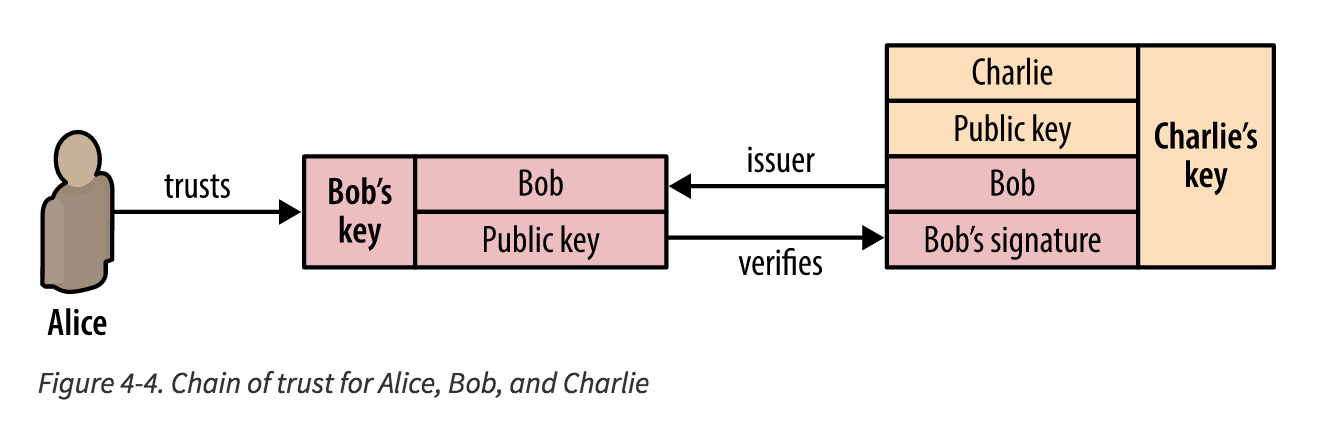 Alice
trusts
Bob's
key
Bob
Public key
issuer
verifies
Charlie
Public key
Bob
Bob's signature
Charlie's
key
Figure 4-4. Chain of trust for Alice, Bob, and Charlie